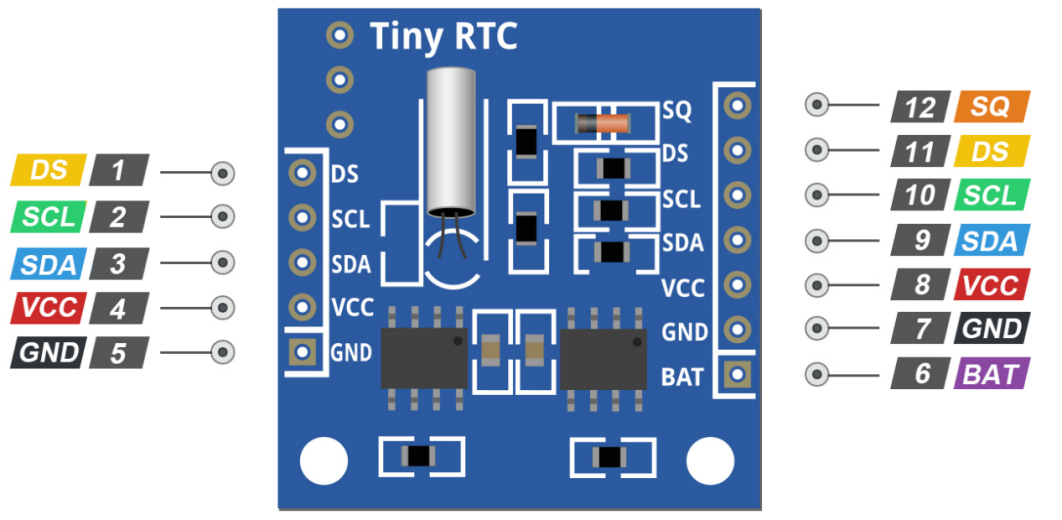 Tiny RTC
DS 1
SCL 2
SDA 3
VCC 4
GND 5
DS
SCL
SDA
VCC
GND
SQ
DS
SCL
SDA
VCC
GND
BAT
12 SQ
11 DS
10 SCL
9 SDA
8 VCC
7 GND
6 BAT